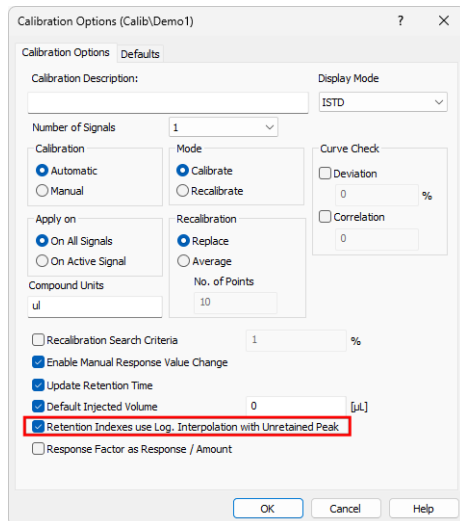 Calibration Options (Calib\Demo1)
?
Calibration Options
Defaults
Calibration Description:
Display Mode
ISTD
Number of Signals
1
Calibration
Automatic
Manual
Mode
Calibrate
Recalibrate
Curve Check
Deviation
0
%
Correlation
0
Apply on
On All Signals
On Active Signal
Recalibration
Replace
Average
No. of Points
10
Compound Units
ul
Recalibration Search Criteria
1
%
Enable Manual Response Value Change
Update Retention Time
Default Injected Volume
0
[µL]
Retention Indexes use Log. Interpolation with Unretained Peak
Response Factor as Response / Amount
OK
Cancel
Help